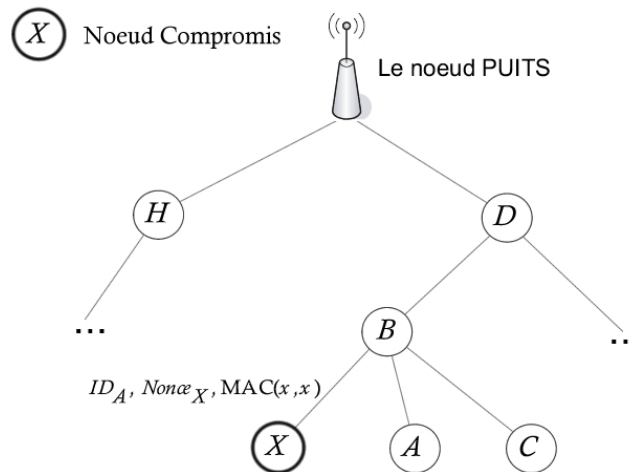 X Noeud Compromis
Le noeud PUITS
H
D
...
B
..
ID_A, Nonce_X, MAC(x,x)
X
A
C